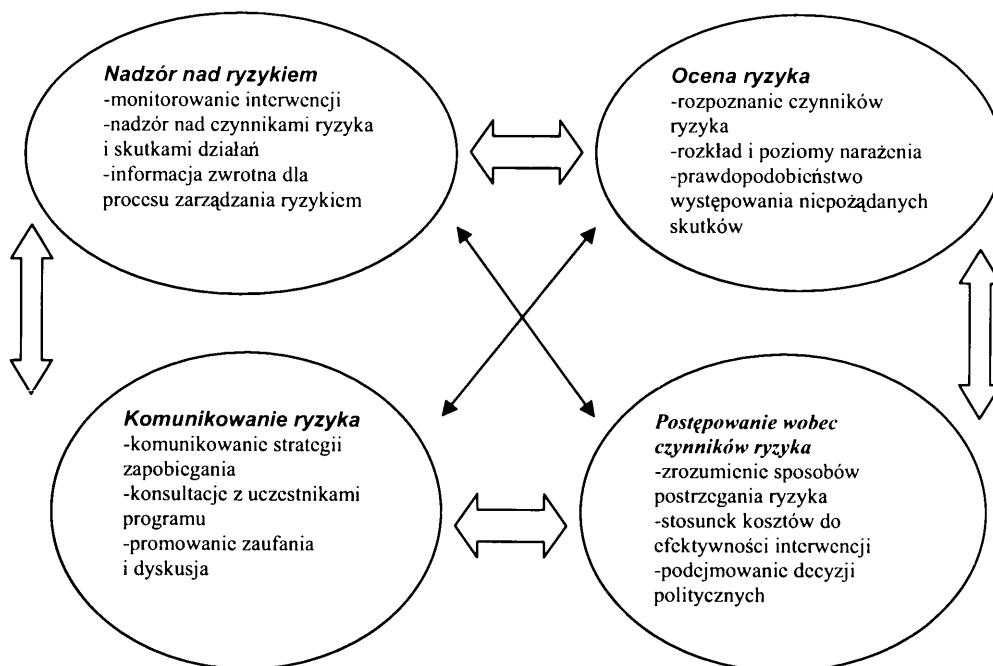 Nadzór nad ryzykiem
-monitorowanie interwencji
-nadzór nad czynnikami ryzyka
i skutkami działań
-informacja zwrotna dla
procesu zarządzania ryzykiem
Ocena ryzyka
-rozpoznanie czynników
ryzyka
-rozkład i poziomy narażenia
-prawdopodobieństwo
występowania niepożądanych
skutków
Komunikowanie ryzyka
-komunikowanie strategii
zapobiegania
-konsultacje z uczestnikami
programu
-promowanie zaufania
i dyskusja
Postępowanie wobec
czynników ryzyka
-zrozumienie sposobów
postrzegania ryzyka
-stosunek kosztów do
efektywności interwencji
-podejmowanie decyzji
politycznych